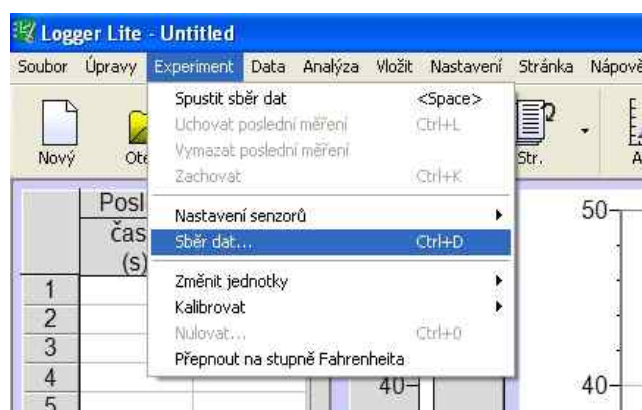 Logger Lite - Untitled
Soubor Úpravy Experiment Data Analýza Vložit Nastavení Stránka
Spustit sběr dat <Space>
Uchovat poslední měření Ctrl+L
Vymazat poslední měření
Zachovat Ctrl+K
Nastavení senzorů
Sběr dat... Ctrl+D
Změnit jednotky
Kalibrovat
Nulovat... Ctrl+0
Přepnout na stupně Fahrenheita
Nový Str.
čas
(s)
1
2
3
4
5
50
40
40